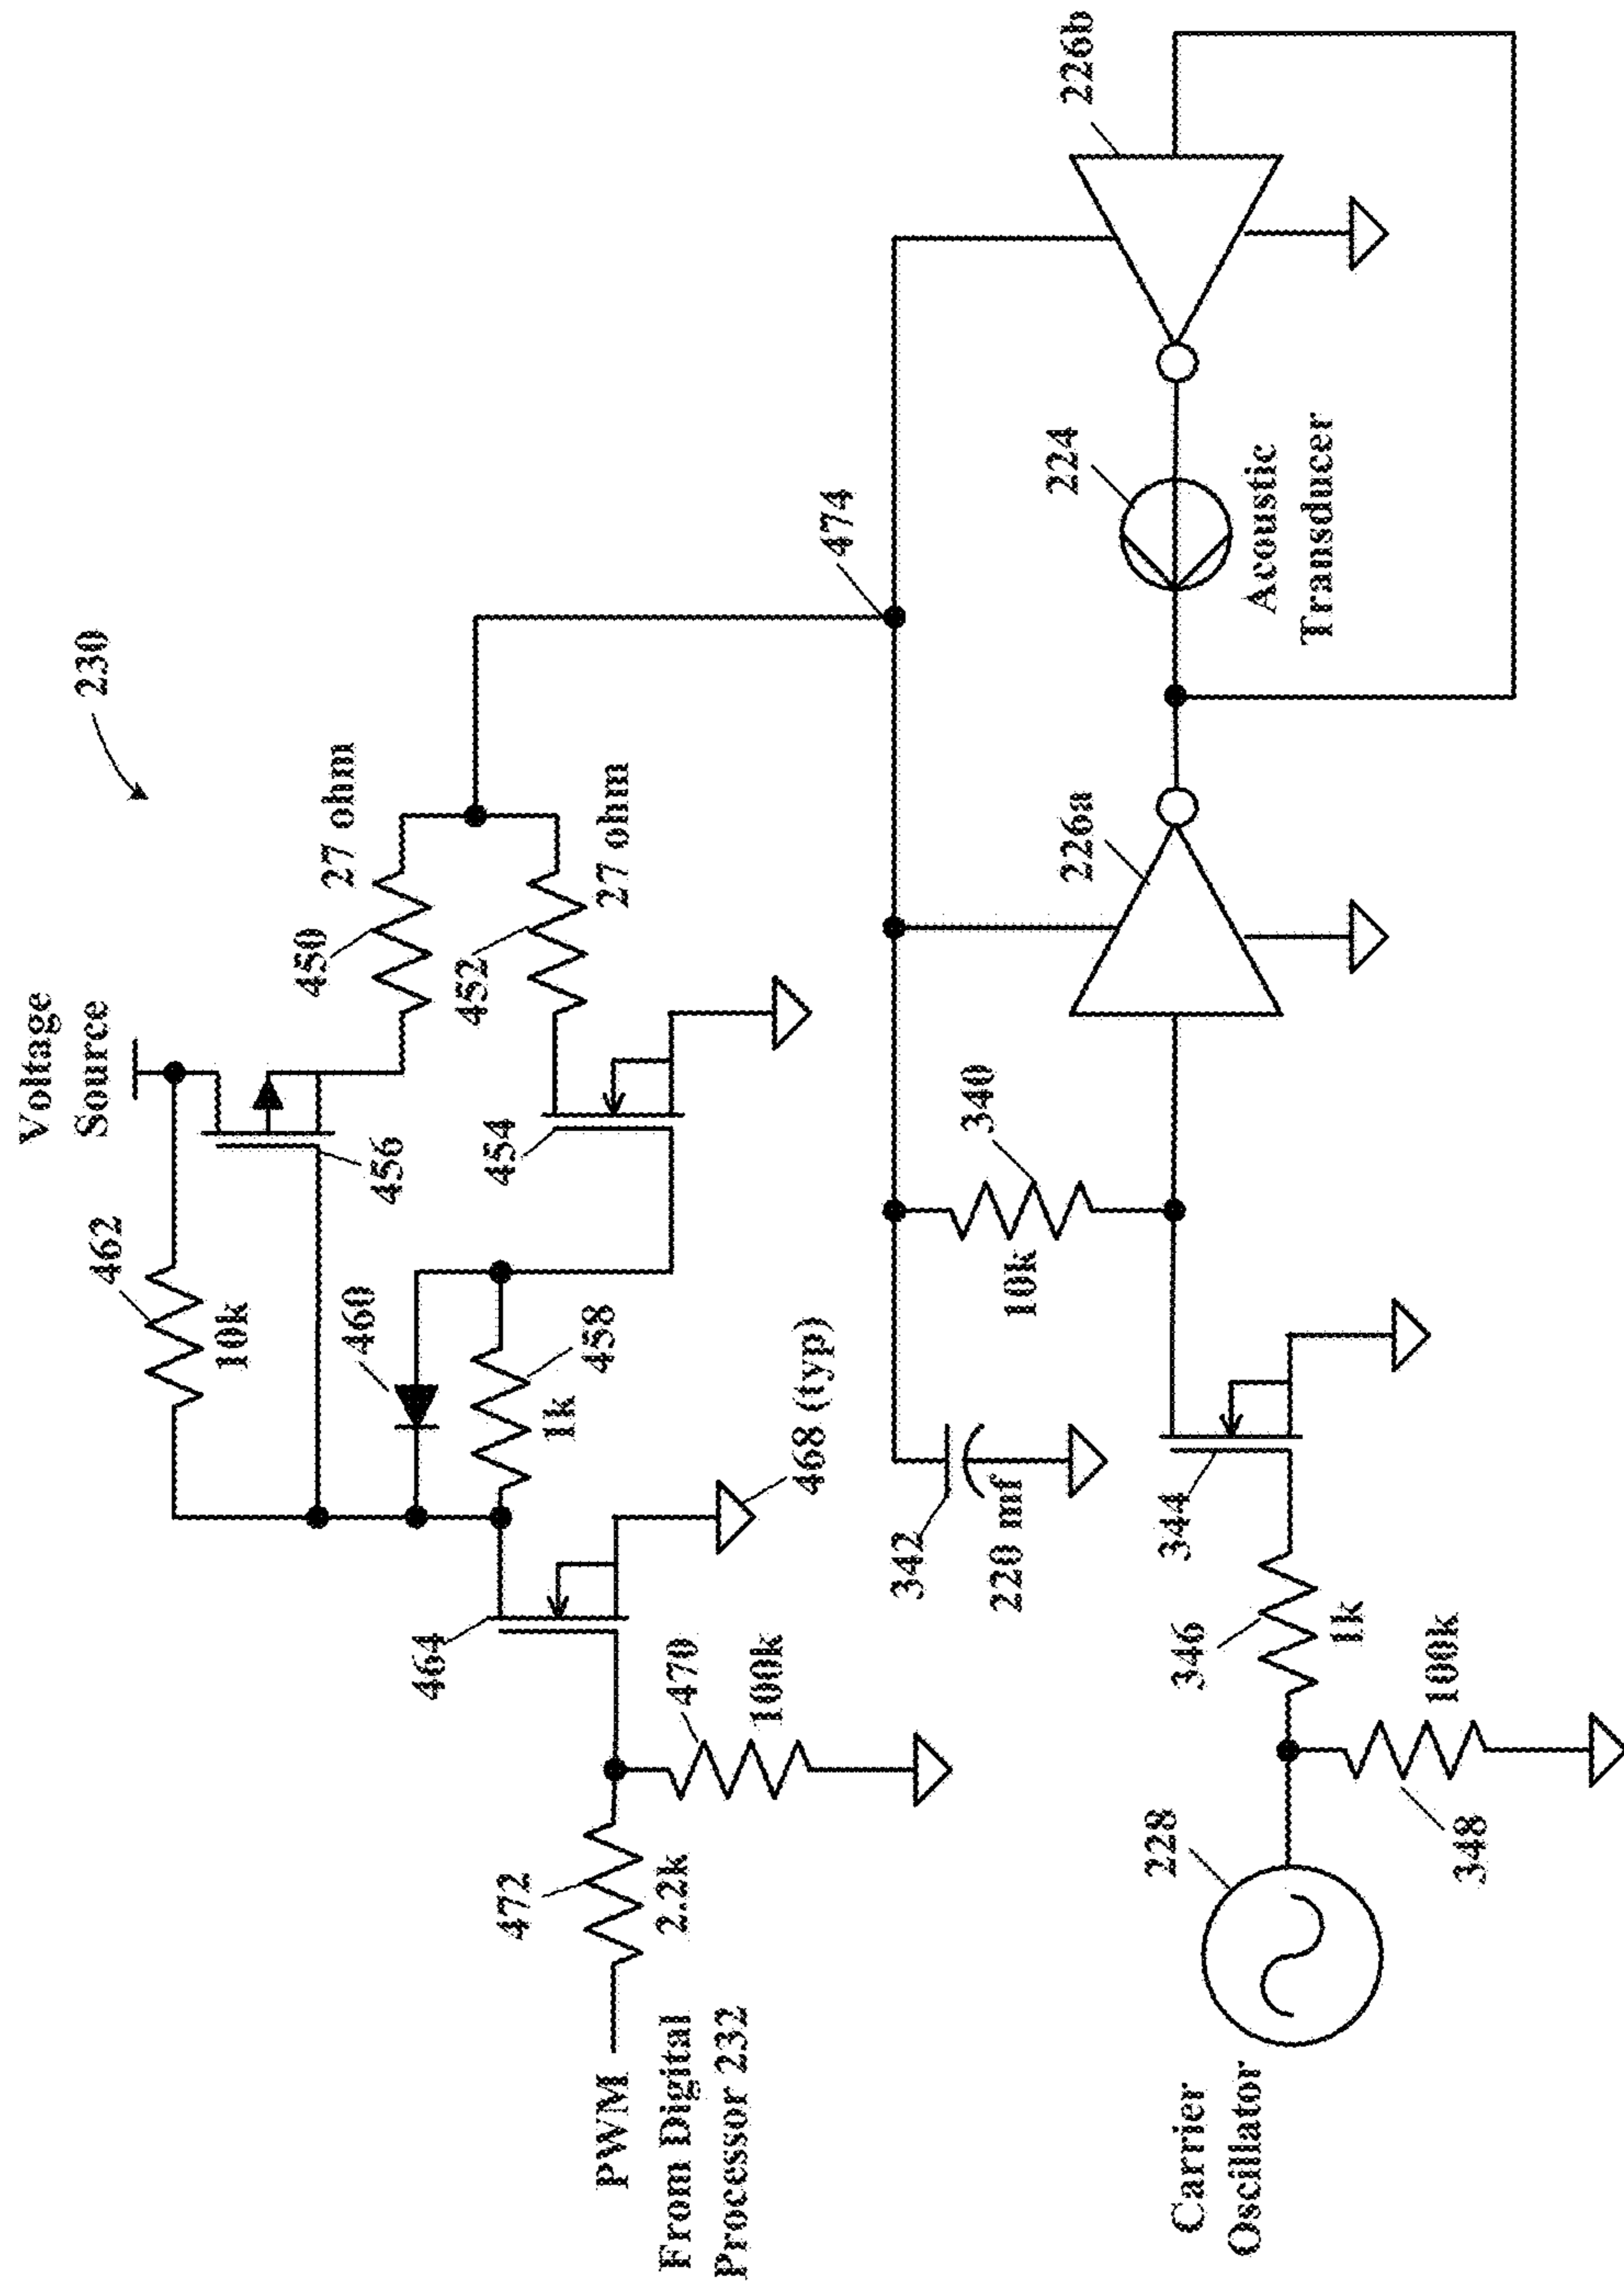 230
Voltage
Source
462
10k
456
450
27 ohm
460
454
452
27 ohm
458
1k
464
468 (typ)
472
2.2k
470
100k
PWM
From Digital
Processor 232
474
342
220 mf
340
10k
226a
224
Acoustic
Transducer
226b
344
346
1k
228
348
100k
Carrier
Oscillator